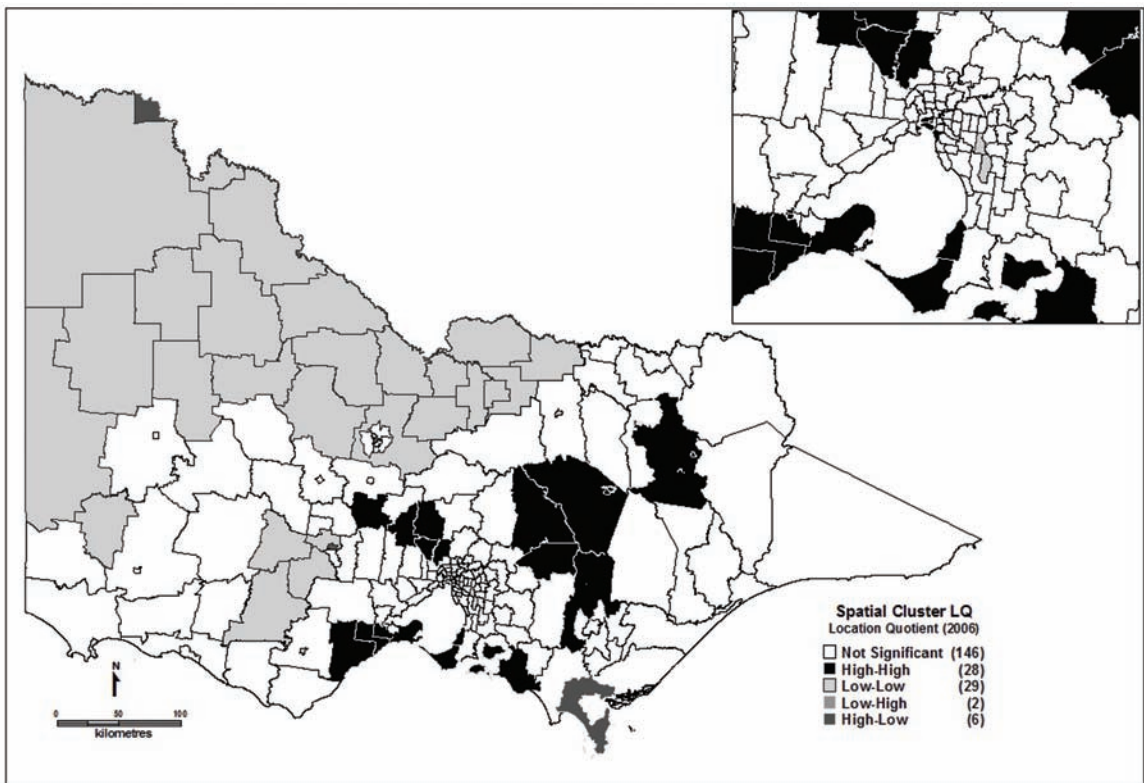 Spatial Cluster LQ
Location Quotient (2006)
Not Significant (146)
High-High (28)
Low-Low (29)
Low-High (2)
High-Low (6)
N
0 50 100
kilometres